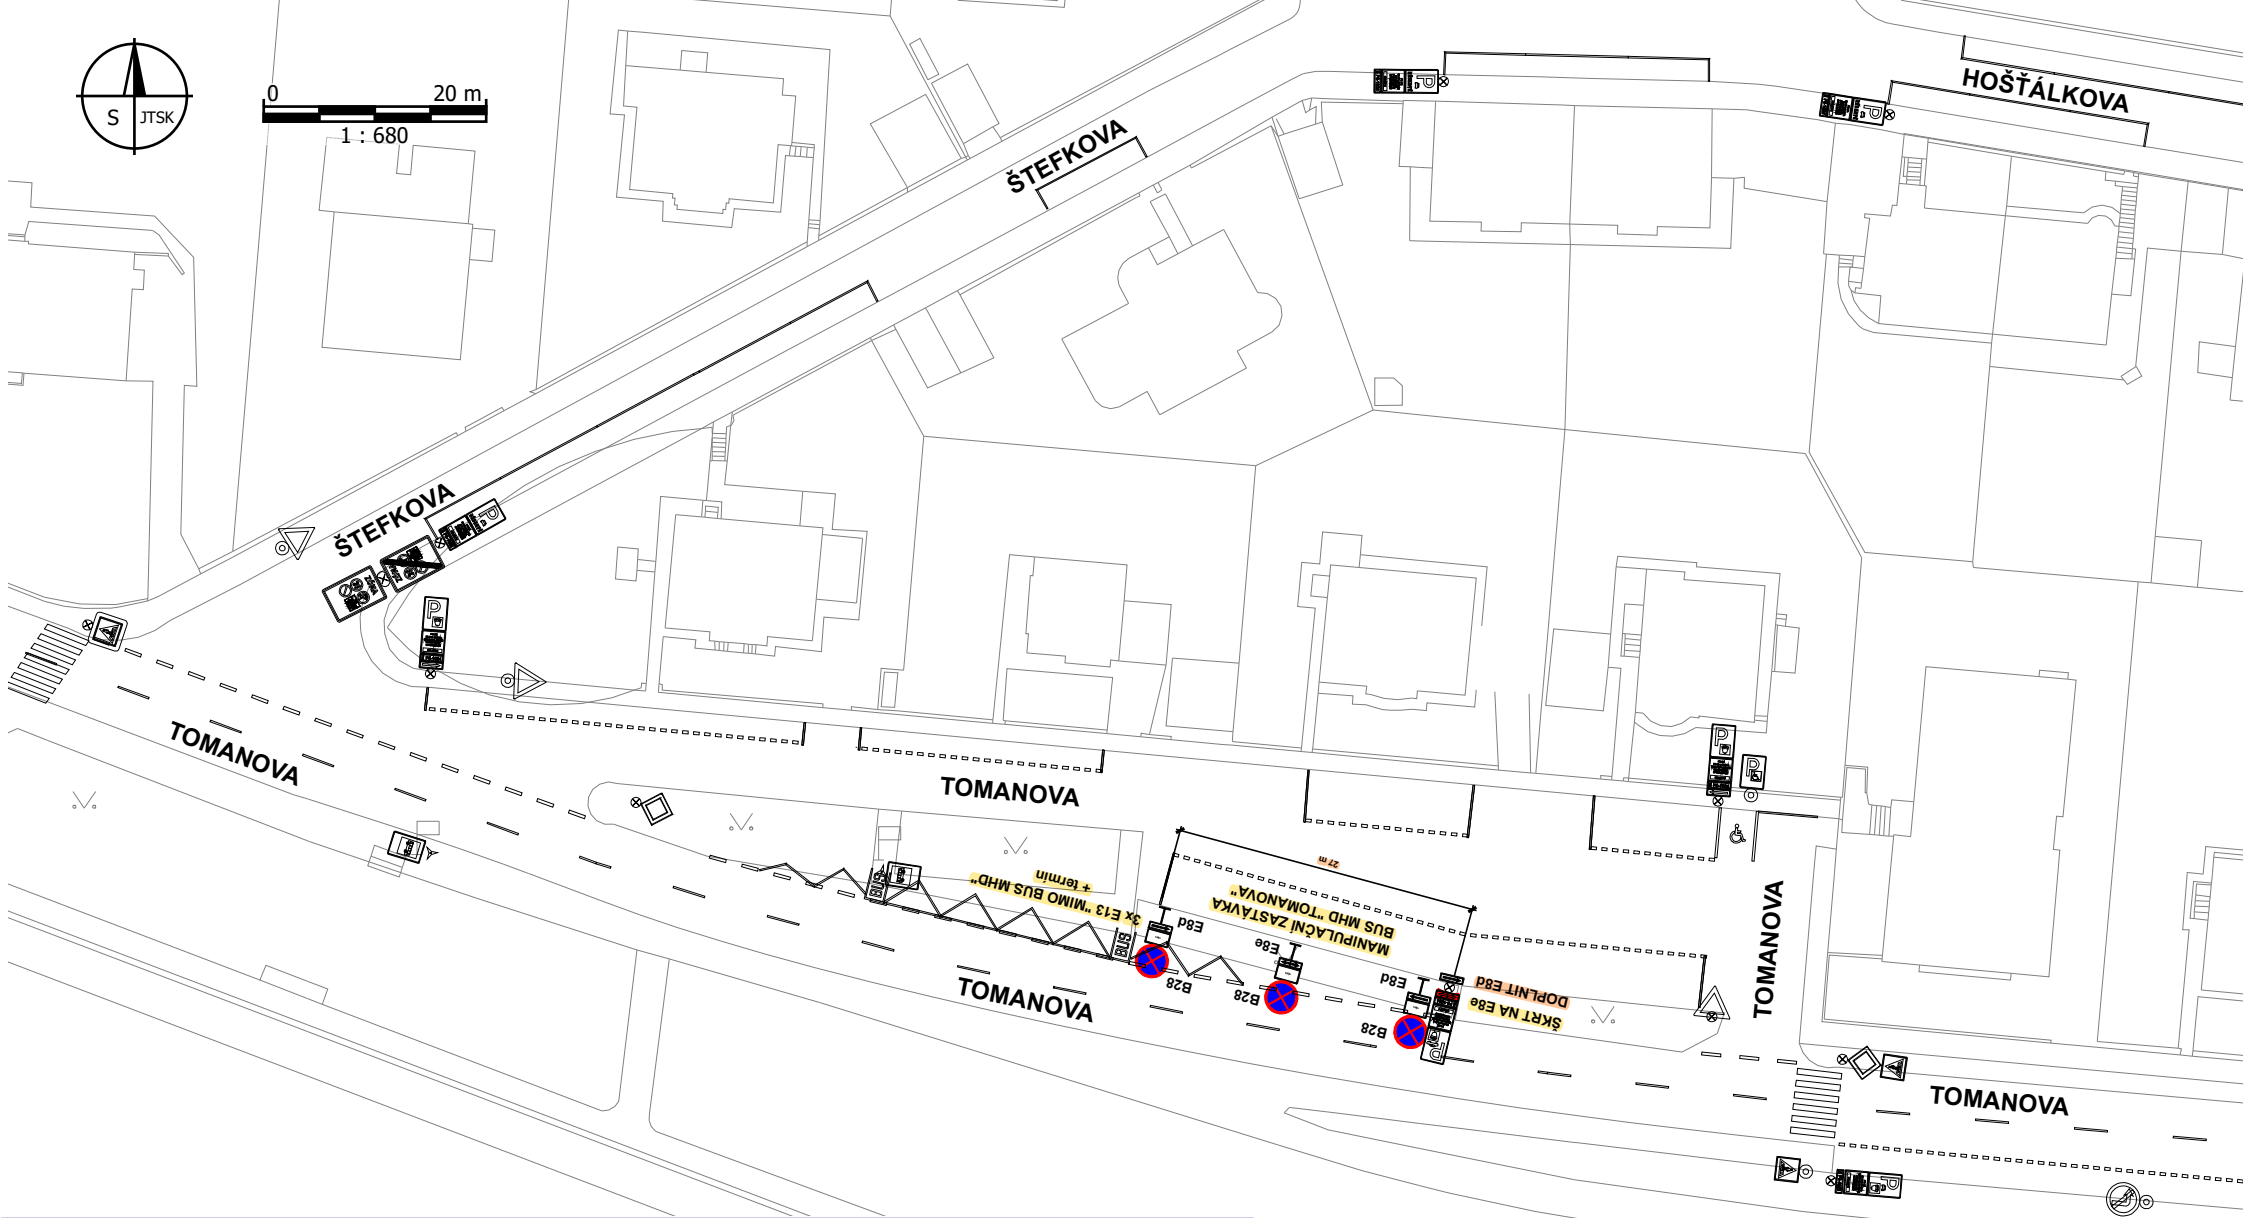 S
JTSK
0
20 m
1 : 680
HOŠŤÁLKOVA
ŠTEFKOVA
ŠTEFKOVA
TOMANOVA
TOMANOVA
TOMANOVA
TOMANOVA
TOMANOVA
27 m
MANIPULAČNÍ ZASTÁVKA
BUS MHD "TOMANOVA"
3x E13 "MIMO BUS MHD"
+ termín
BUS
BUS
E8d
E8e
E8d
B28
B28
B28
ŠKRT NA E8e
DOPLNIT E8d
ZÓNA
ZÓNA
P
P
P
P
P
P
P
P